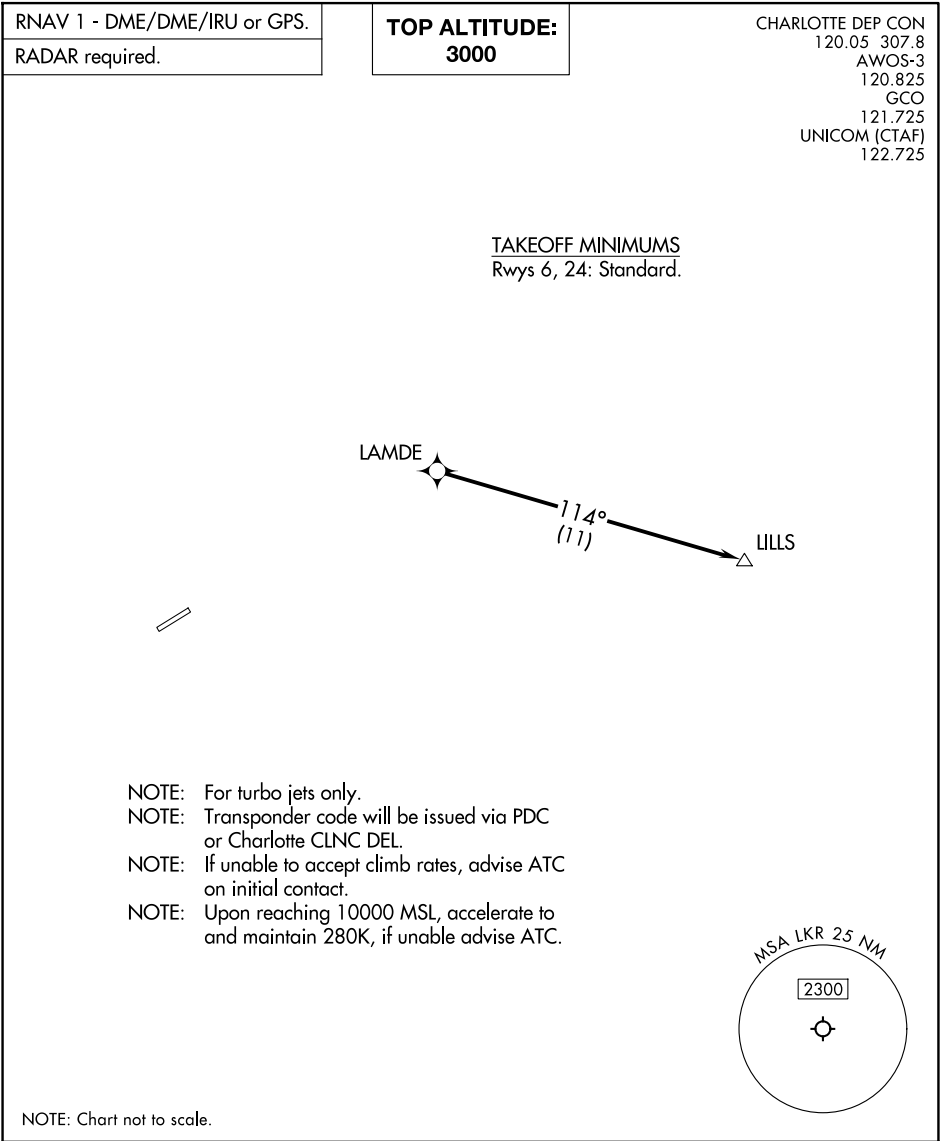 RNAV 1 - DME/DME/IRU or GPS.
RADAR required.
TOP ALTITUDE:
3000
CHARLOTTE DEP CON
120.05 307.8
AWOS-3
120.825
GCO
121.725
UNICOM (CTAF)
122.725
TAKEOFF MINIMUMS
Rwys 6, 24: Standard.
LAMDE
114°
(11)
LILLS
NOTE: For turbo jets only.
NOTE: Transponder code will be issued via PDC
or Charlotte CLNC DEL.
NOTE: If unable to accept climb rates, advise ATC
on initial contact.
NOTE: Upon reaching 10000 MSL, accelerate to
and maintain 280K, if unable advise ATC.
MSA LKR 25 NM
2300
NOTE: Chart not to scale.